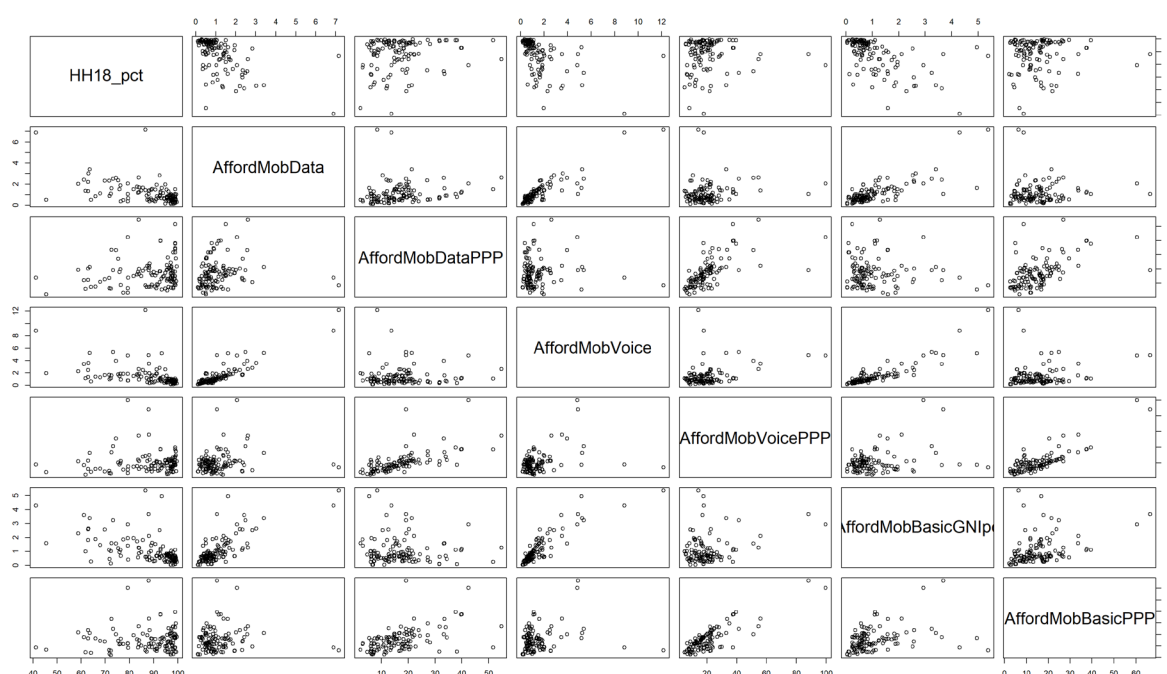 0 1 2 3 4 5 6 7
0 2 4 6 8 10 12
0 1 2 3 4 5
HH18_pct
0 2 4 6
AffordMobData
AffordMobDataPPP
0 2 4 8 12
AffordMobVoice
AffordMobVoicePPP
0 1 2 3 4 5
AffordMobBasicPPP
40 50 60 70 80 90 100
10 20 30 40 50
20 40 60 80 100
0 10 20 30 40 50 60